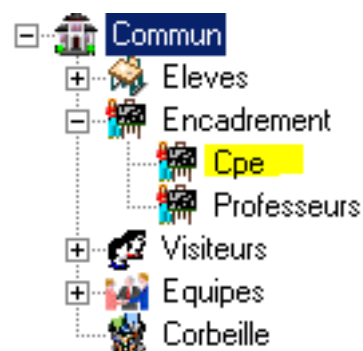 Commun
Eleves
Encadrement
Cpe
Professeurs
Visiteurs
Equipes
Corbeille